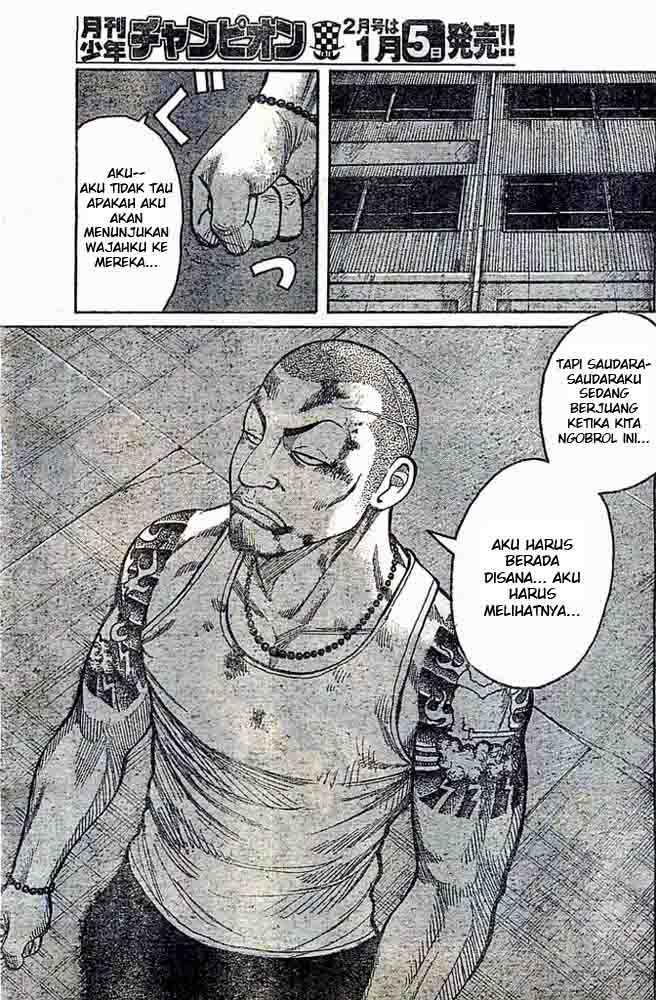 月刊
少年
チャンピオン
2月号は
1月5日発売!!
AKU--
AKU TIDAK TAU
APAKAH AKU
AKAN
MENUNJUKAN
WAJAHKU KE
MEREKA...
ぐ
っ
TAPI SAUDARA-
SAUDARAKU
SEDANG
BERJUANG
KETIKA KITA
NGOBROL INI...
AKU HARUS
BERADA
DISANA... AKU
HARUS
MELIHATNYA...